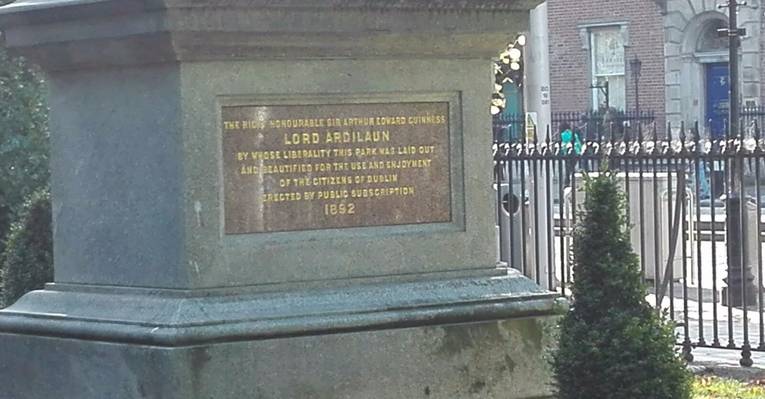 THE RIGHT HONOURABLE SIR ARTHUR EDWARD GUINNESS
LORD ARDILAUN
BY WHOSE LIBERALITY THIS PARK WAS LAID OUT
AND BEAUTIFIED FOR THE USE AND ENJOYMENT
OF THE CITIZENS OF DUBLIN
ERECTED BY PUBLIC SUBSCRIPTION
1892